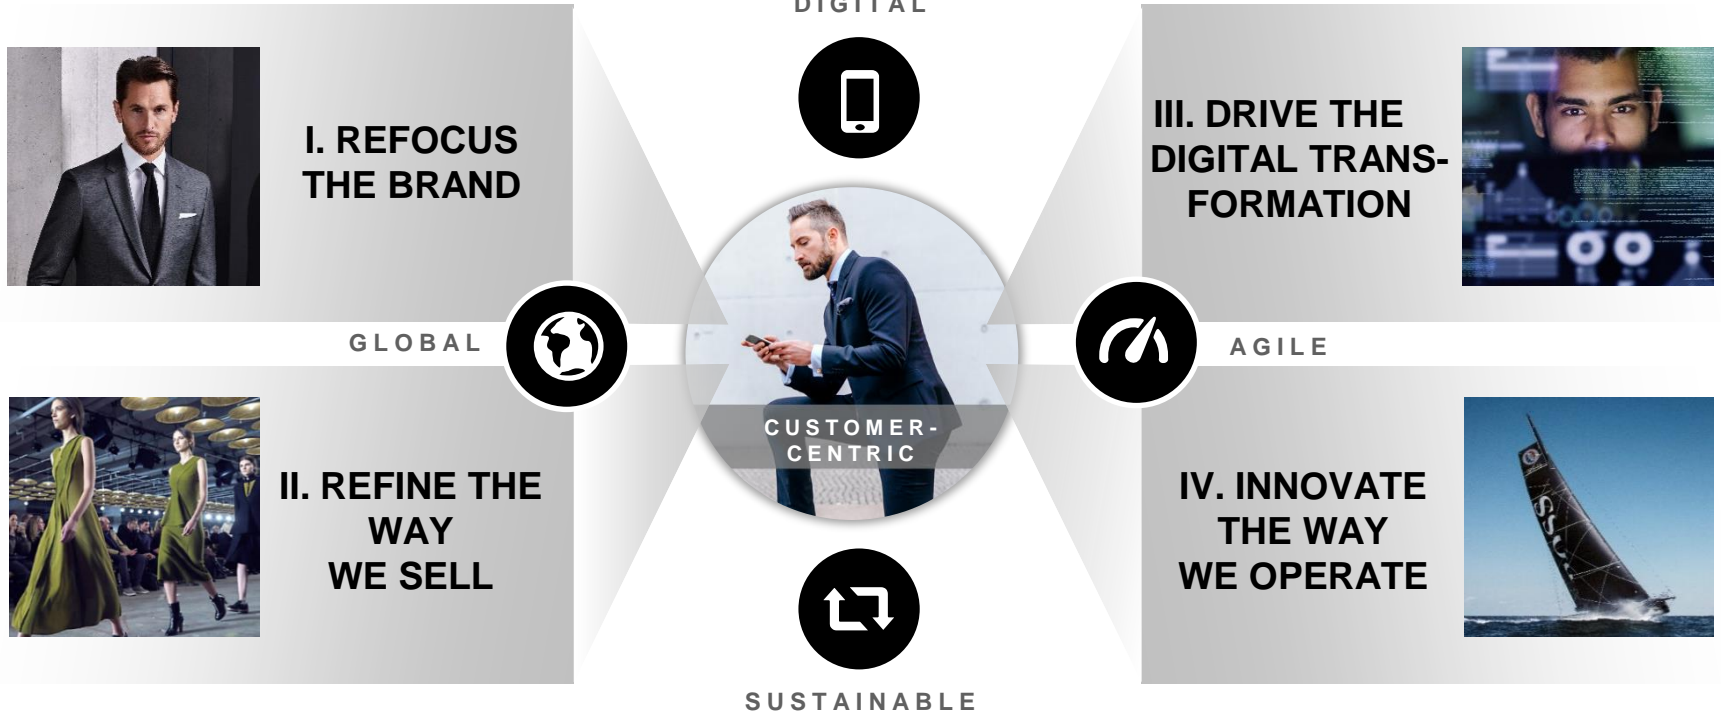 DIGITAL
I. REFOCUS
THE BRAND
III. DRIVE THE
DIGITAL TRANS-
FORMATION
GLOBAL
AGILE
CUSTOMER-
CENTRIC
II. REFINE THE
WAY
WE SELL
IV. INNOVATE
THE WAY
WE OPERATE
SUSTAINABLE